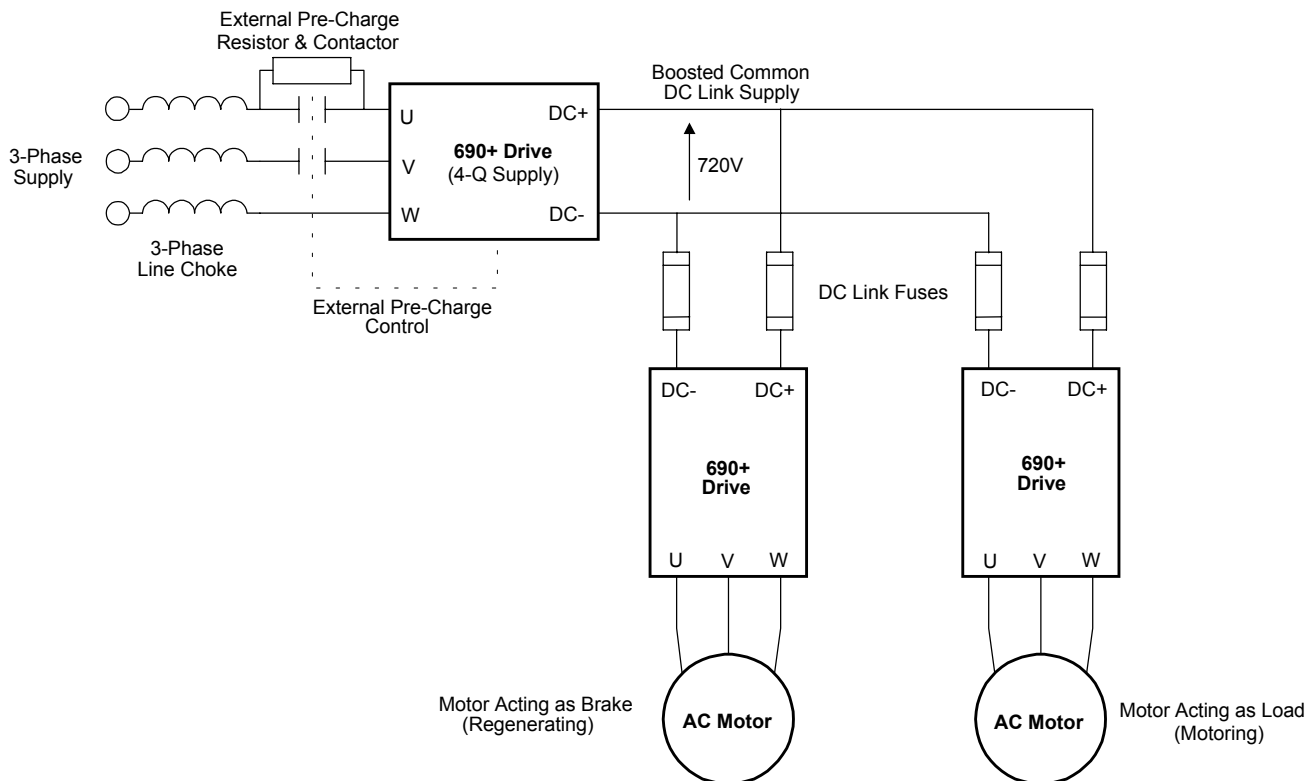 External Pre-Charge
Resistor & Contactor
3-Phase
Supply
3-Phase
Line Choke
External Pre-Charge
Control
U
V
W
690+ Drive
(4-Q Supply)
DC+
DC-
Boosted Common
DC Link Supply
720V
DC Link Fuses
DC-
DC+
690+
Drive
U
V
W
DC-
DC+
690+
Drive
U
V
W
Motor Acting as Brake
(Regenerating)
AC Motor
AC Motor
Motor Acting as Load
(Motoring)